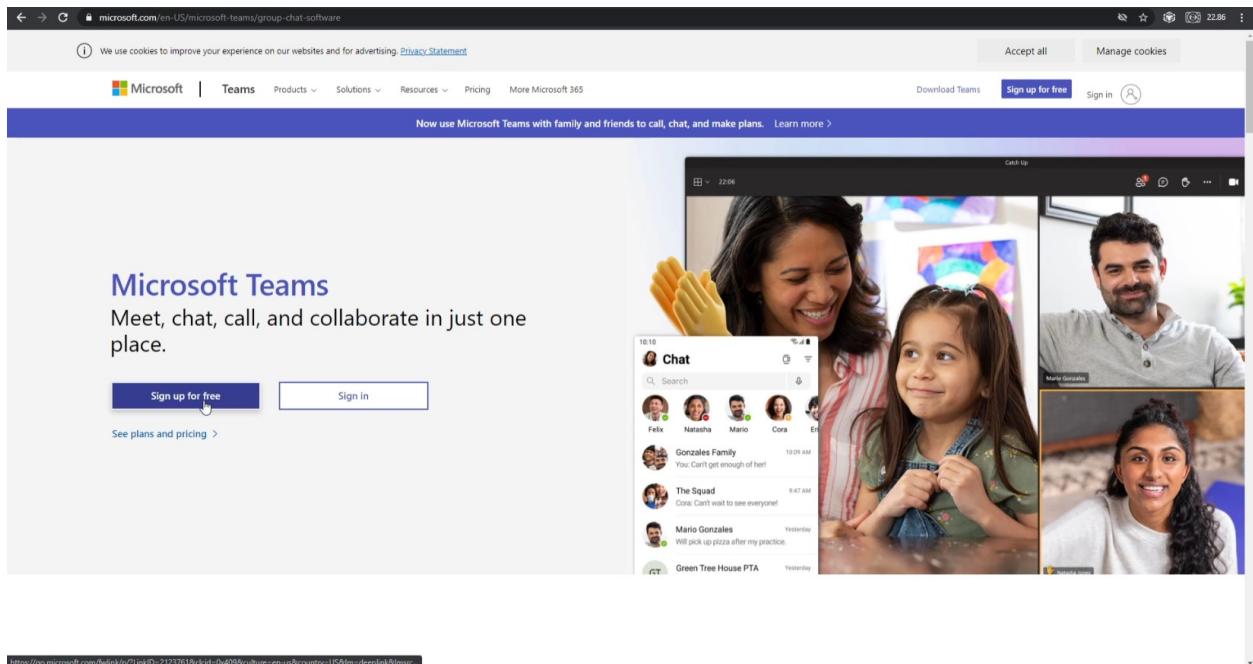 microsoft.com/en-US/microsoft-teams/group-chat-software
22.86
We use cookies to improve your experience on our websites and for advertising. Privacy Statement
Accept all
Manage cookies
Microsoft
Teams
Products
Solutions
Resources
Pricing
More Microsoft 365
Download Teams
Sign up for free
Sign in
Now use Microsoft Teams with family and friends to call, chat, and make plans. Learn more >
Catch Up
22:06
Microsoft Teams
Meet, chat, call, and collaborate in just one
place.
Sign up for free
Sign in
See plans and pricing >
10:10
Chat
Search
Felix
Natasha
Mario
Cora
Gonzales Family
10:09 AM
You: Can't get enough of her!
The Squad
9:47 AM
Cora: Can't wait to see everyone!
Mario Gonzales
Yesterday
Will pick up pizza after my practice.
GT
Green Tree House PTA
Yesterday
Mario Gonzales
Natasha Jones